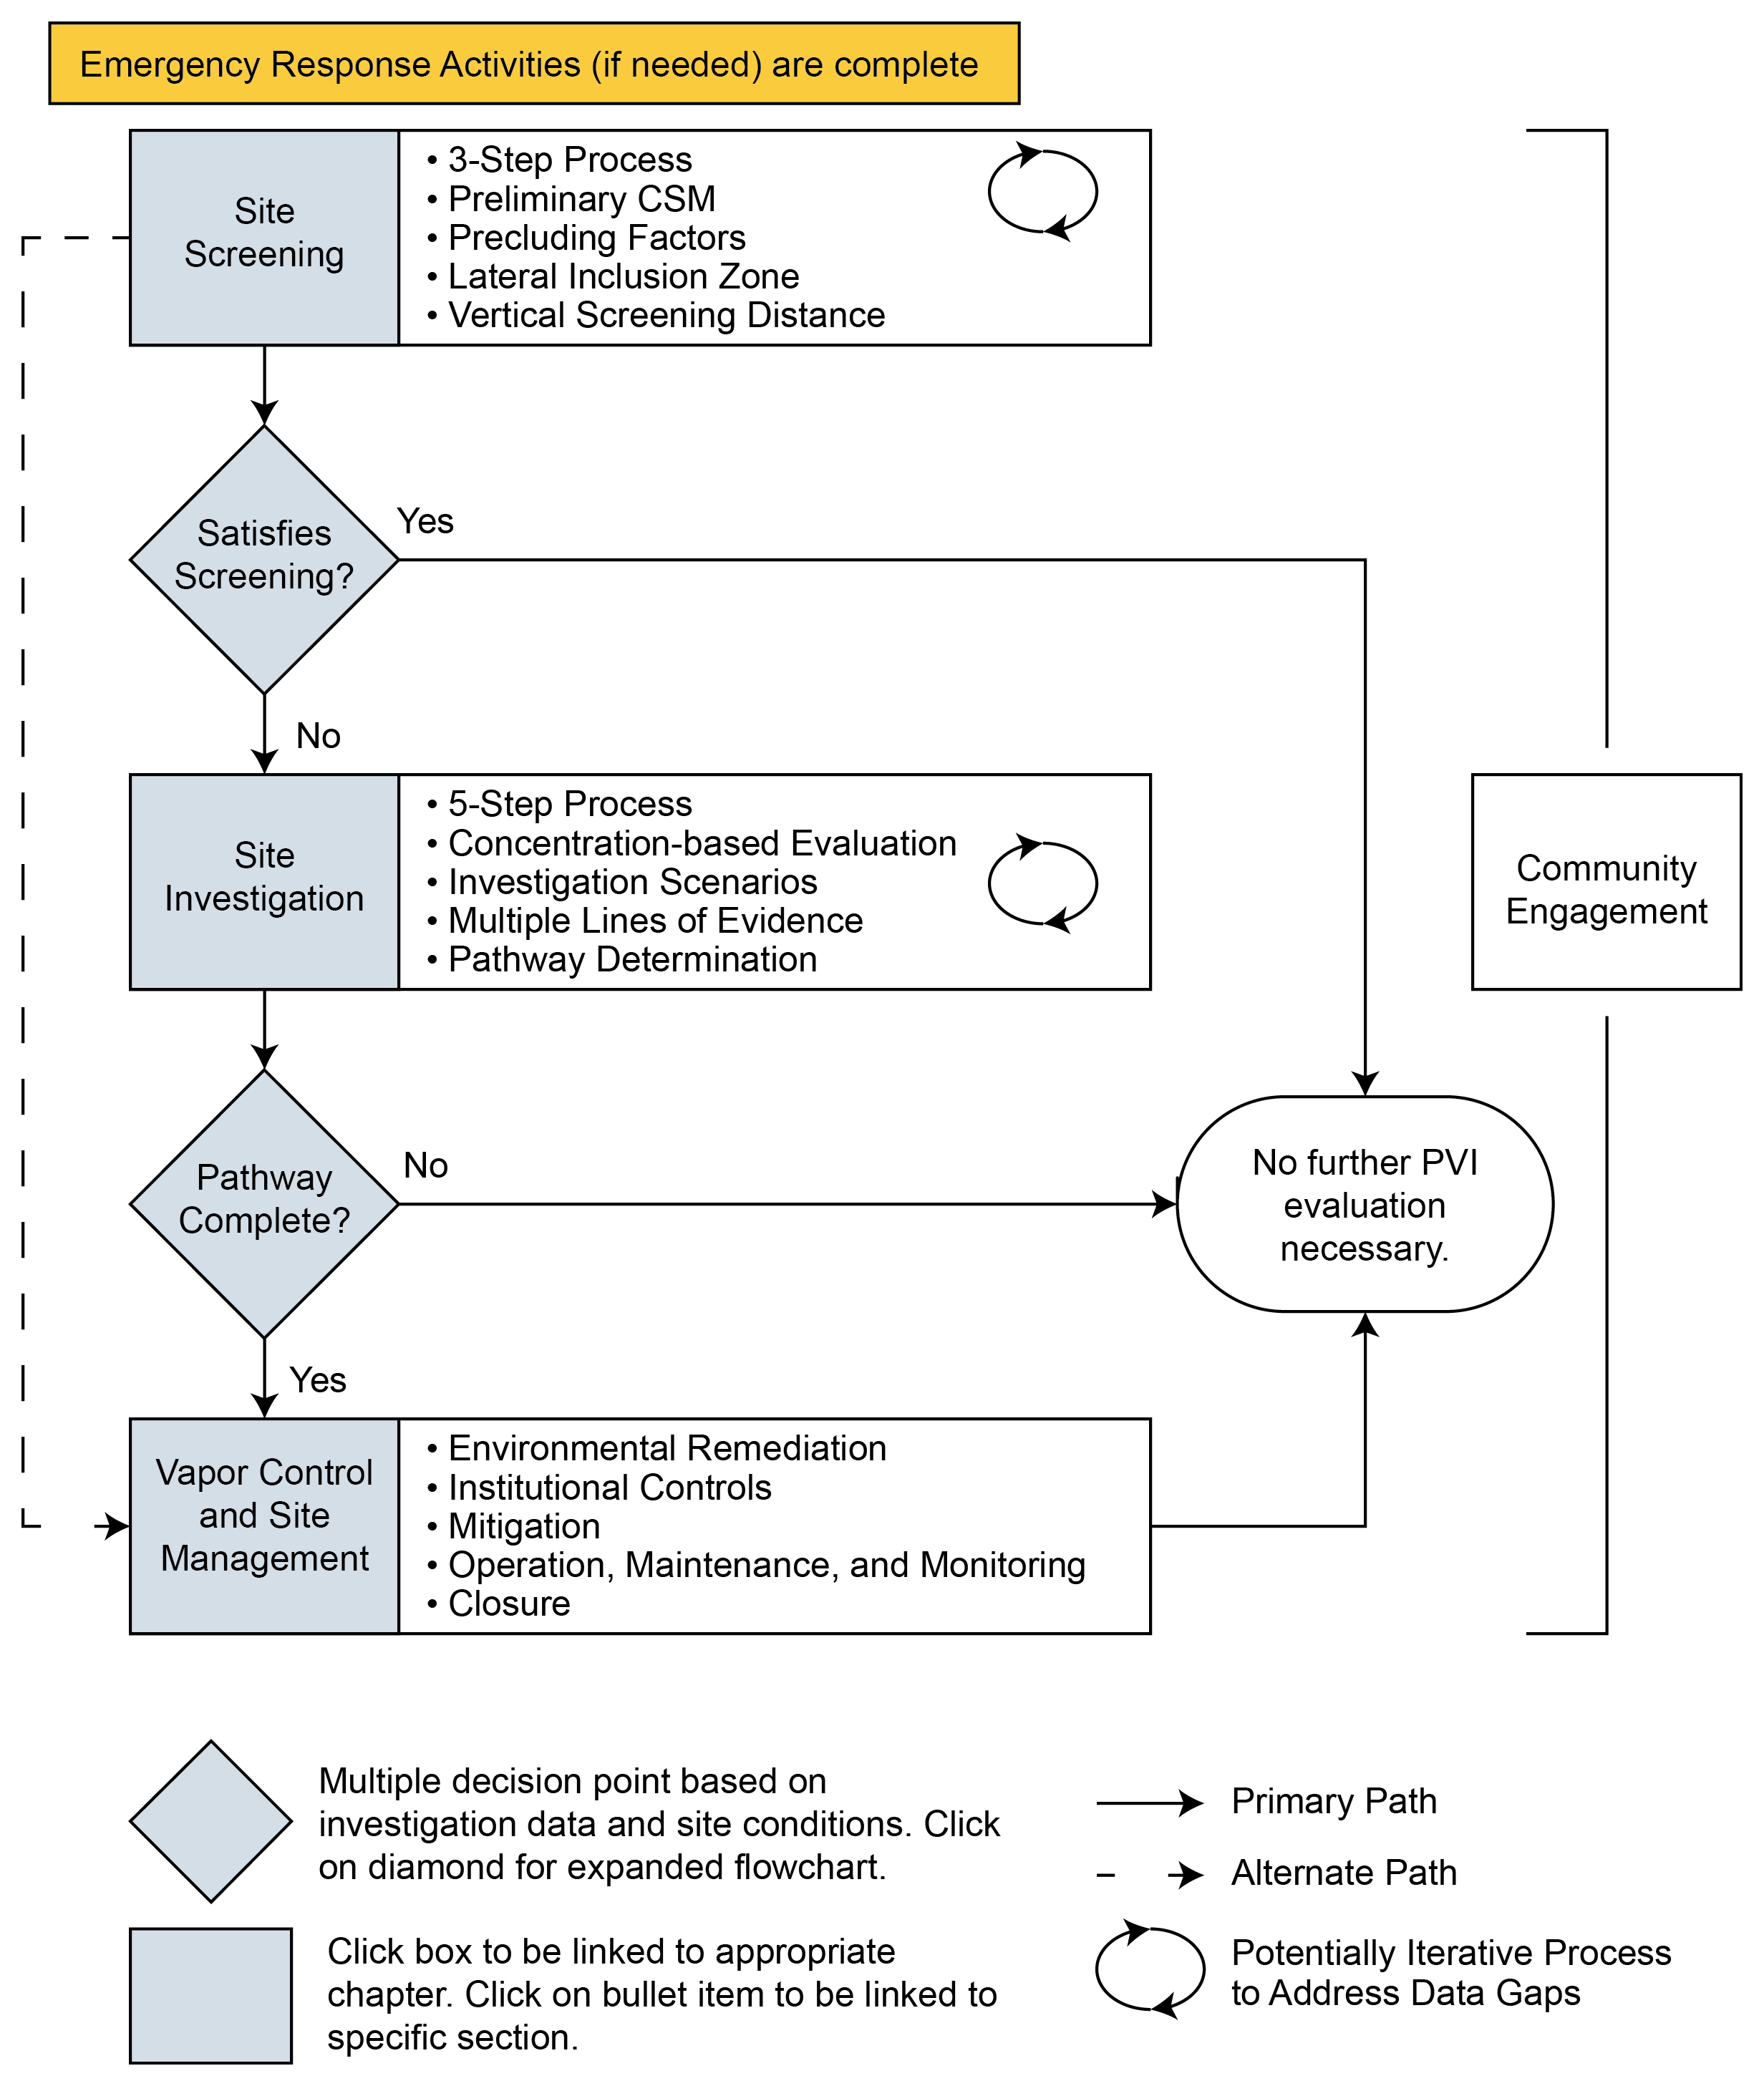 Emergency Response Activities (if needed) are complete
Site
Screening
• 3-Step Process
• Preliminary CSM
• Precluding Factors
• Lateral Inclusion Zone
• Vertical Screening Distance
Satisfies
Screening?
Yes
No
Site
Investigation
• 5-Step Process
• Concentration-based Evaluation
• Investigation Scenarios
• Multiple Lines of Evidence
• Pathway Determination
Community
Engagement
Pathway
Complete?
No
No further PVI
evaluation
necessary.
Yes
Vapor Control
and Site
Management
• Environmental Remediation
• Institutional Controls
• Mitigation
• Operation, Maintenance, and Monitoring
• Closure
Multiple decision point based on
investigation data and site conditions. Click
on diamond for expanded flowchart.
Click box to be linked to appropriate
chapter. Click on bullet item to be linked to
specific section.
Primary Path
Alternate Path
Potentially Iterative Process
to Address Data Gaps